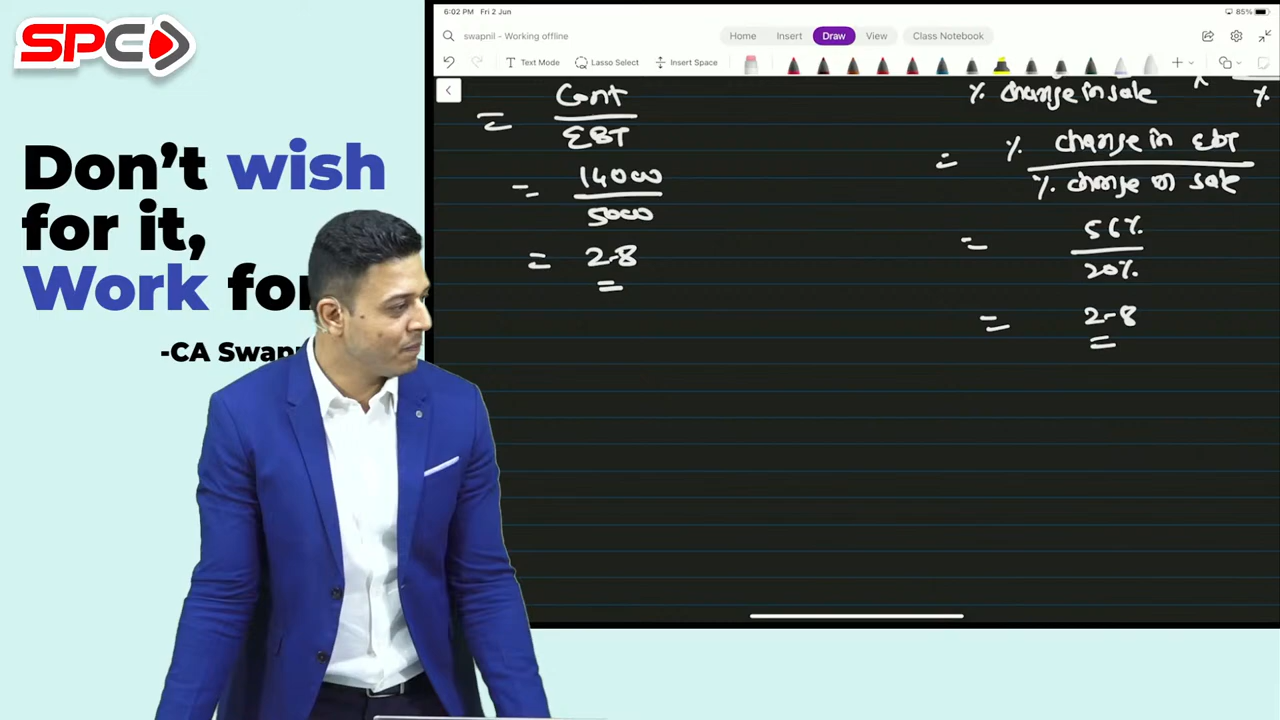 SPC
Don't wish
for it,
Work for
-CA Swap
6:02 PM Fri 2 Jun
85%
swapnil - Working offline
Home Insert Draw View Class Notebook
Text Mode Lasso Select Insert Space
= Cont
EBT
= 14000
5000
= 2.8
% change in sale x
%
= % change in EBT
% change in sale
= 56%
20%
= 2.8